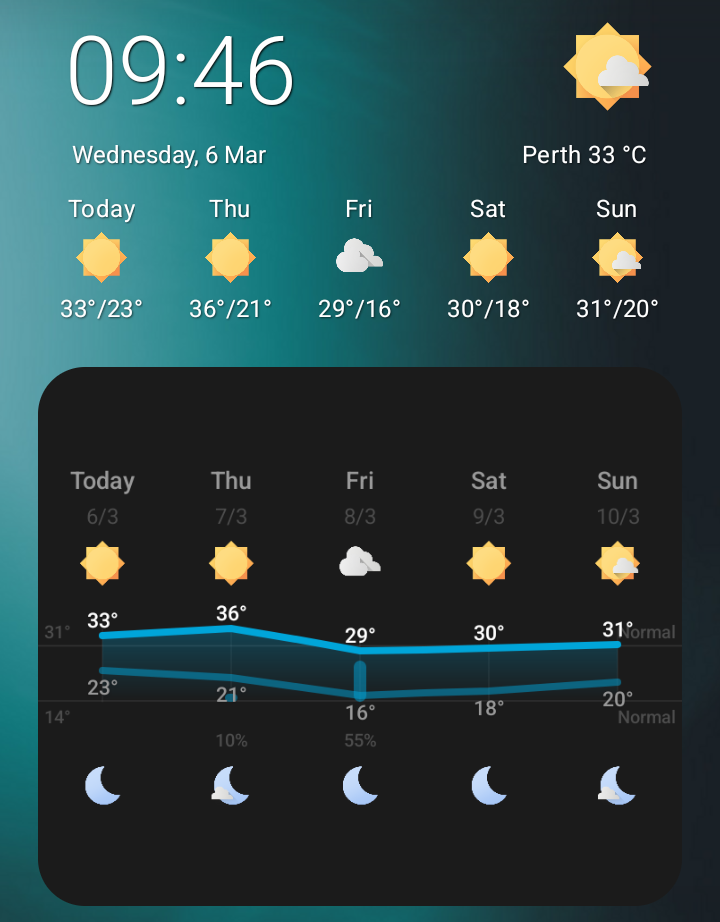 09:46
Wednesday, 6 Mar
Perth 33 °C
Today Thu Fri Sat Sun
33°/23° 36°/21° 29°/16° 30°/18° 31°/20°
Today Thu Fri Sat Sun
6/3 7/3 8/3 9/3 10/3
33° 36° 29° 30° 31°
31° Normal
23° 21° 16° 18° 20°
14° Normal
10% 55%